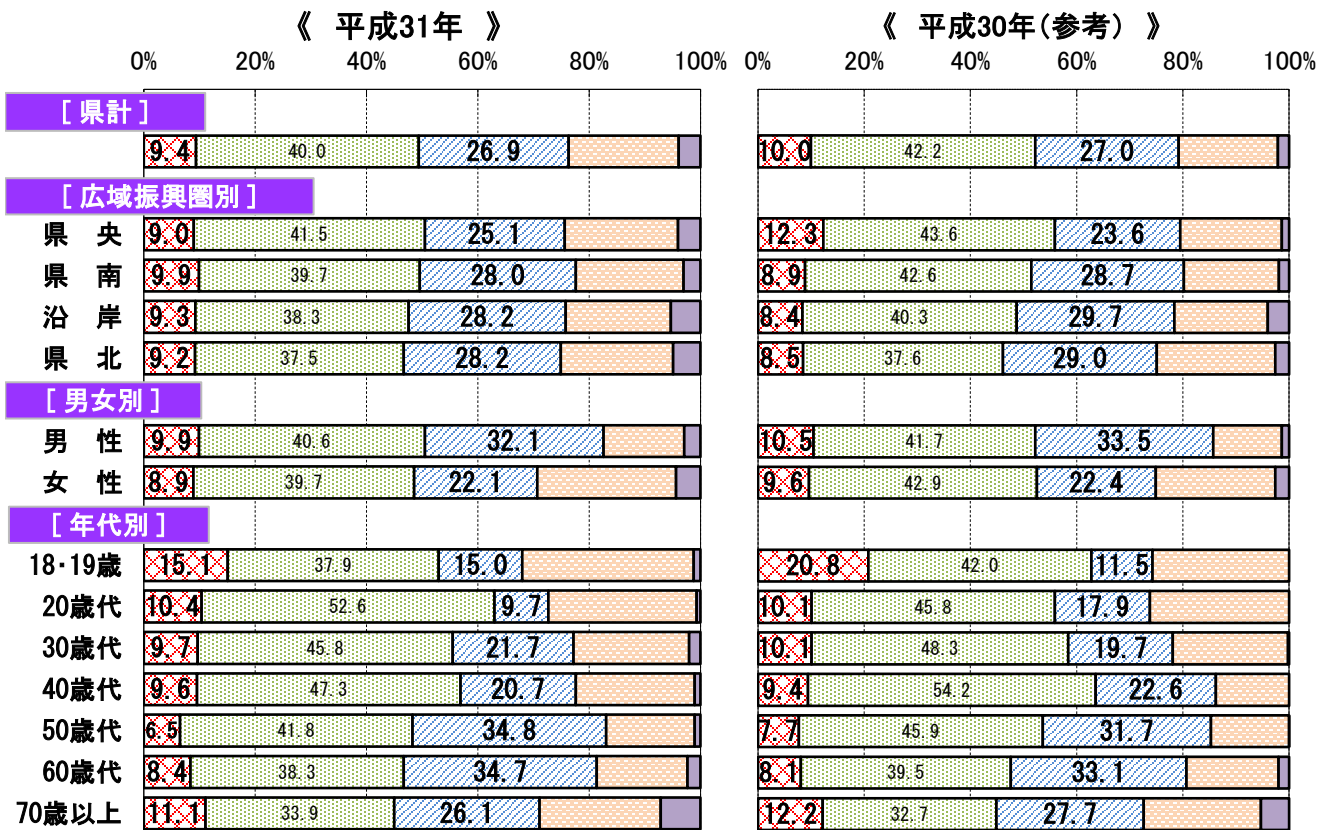 《 平成31年 》 《 平成30年（参考） 》
0% 20% 40% 60% 80% 100% 0% 20% 40% 60% 80% 100%
[ 県計 ]
9.4 40.0 26.9 10.0 42.2 27.0
[ 広域振興圏別 ]
県 央 9.0 41.5 25.1 12.3 43.6 23.6
県 南 9.9 39.7 28.0 8.9 42.6 28.7
沿 岸 9.3 38.3 28.2 8.4 40.3 29.7
県 北 9.2 37.5 28.2 8.5 37.6 29.0
[ 男女別 ]
男 性 9.9 40.6 32.1 10.5 41.7 33.5
女 性 8.9 39.7 22.1 9.6 42.9 22.4
[ 年代別 ]
18・19歳 15.1 37.9 15.0 20.8 42.0 11.5
20歳代 10.4 52.6 9.7 10.1 45.8 17.9
30歳代 9.7 45.8 21.7 10.1 48.3 19.7
40歳代 9.6 47.3 20.7 9.4 54.2 22.6
50歳代 6.5 41.8 34.8 7.7 45.9 31.7
60歳代 8.4 38.3 34.7 8.1 39.5 33.1
70歳以上 11.1 33.9 26.1 12.2 32.7 27.7